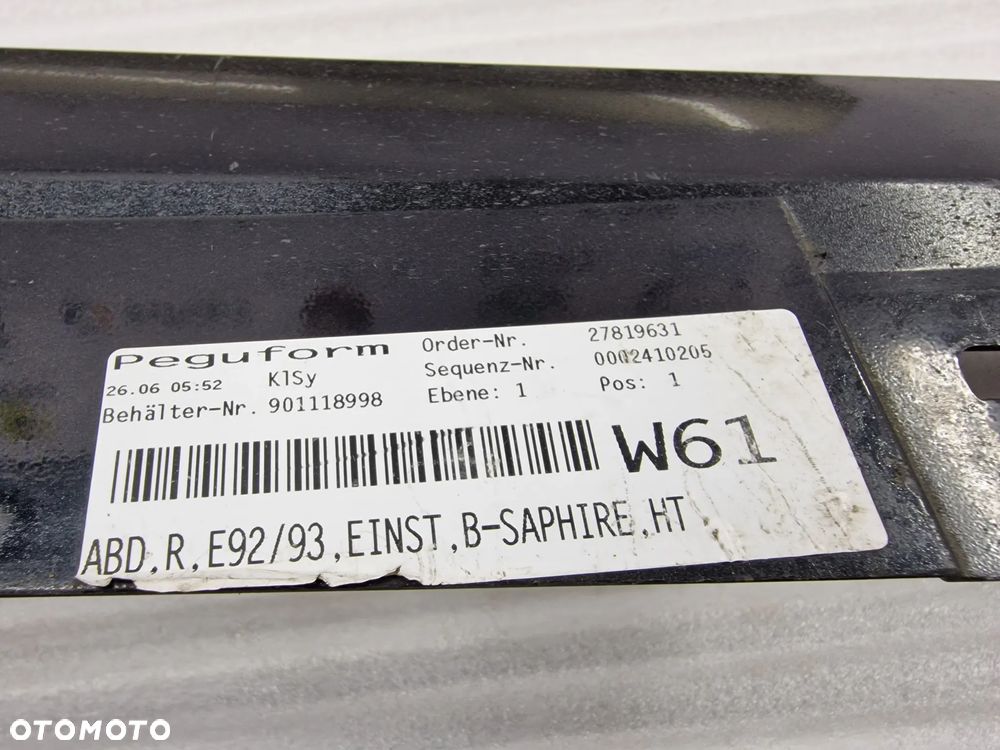 Peguform
26.06 05:52 KlSy
Behälter-Nr. 901118998
Order-Nr. 27819631
Sequenz-Nr. 0002410205
Ebene: 1 Pos: 1
W61
ABD,R,E92/93,EINST,B-SAPHIRE,HT
OTOMOTO